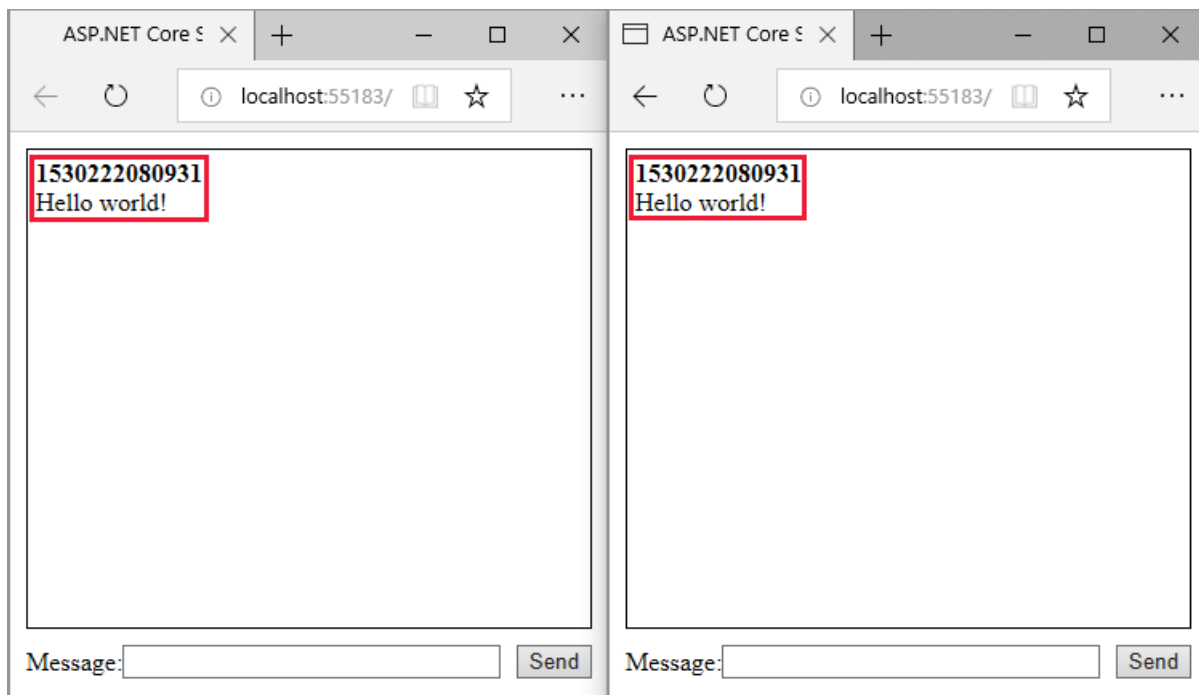 ASP.NET Core S
localhost:55183/
1530222080931
Hello world!
Message:
Send
ASP.NET Core S
localhost:55183/
1530222080931
Hello world!
Message:
Send